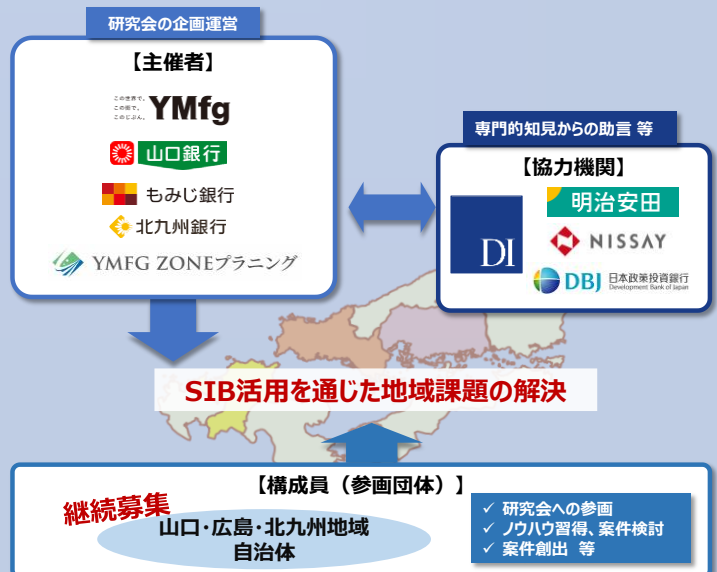 研究会の企画運営
【主催者】
この世界で。
この街で。
このじぶん。
YMfg
山口銀行
もみじ銀行
北九州銀行
YMFG ZONEプラニング
専門的知見からの助言 等
【協力機関】
DI
明治安田
NISSAY
DBJ 日本政策投資銀行
Development Bank of Japan
SIB活用を通じた地域課題の解決
【構成員（参画団体）】
継続募集
山口・広島・北九州地域
自治体
✓ 研究会への参画
✓ ノウハウ習得、案件検討
✓ 案件創出 等